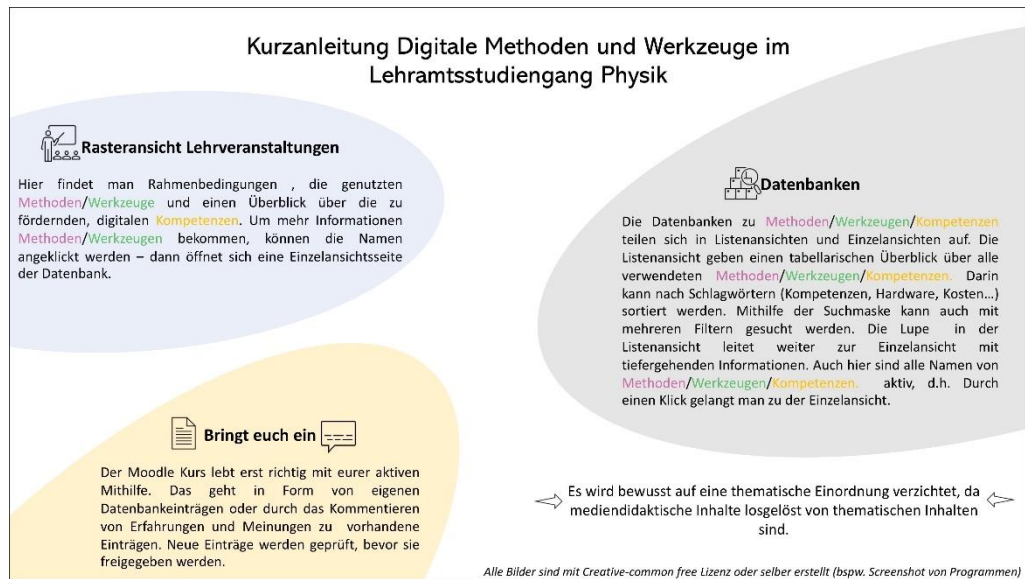 Kurzanleitung Digitale Methoden und Werkzeuge im
Lehramtsstudiengang Physik
Rasteransicht Lehrveranstaltungen
Hier findet man Rahmenbedingungen , die genutzten
Methoden/Werkzeuge und einen Überblick über die zu
fördernden, digitalen Kompetenzen. Um mehr Informationen
Methoden/Werkzeugen bekommen, können die Namen
angeklickt werden – dann öffnet sich eine Einzelansichtsseite
der Datenbank.
Datenbanken
Die Datenbanken zu Methoden/Werkzeugen/Kompetenzen
teilen sich in Listenansichten und Einzelansichten auf. Die
Listenansicht geben einen tabellarischen Überblick über alle
verwendeten Methoden/Werkzeugen/Kompetenzen. Darin
kann nach Schlagwörtern (Kompetenzen, Hardware, Kosten…)
sortiert werden. Mithilfe der Suchmaske kann auch mit
mehreren Filtern gesucht werden. Die Lupe in der
Listenansicht leitet weiter zur Einzelansicht mit
tiefergehenden Informationen. Auch hier sind alle Namen von
Methoden/Werkzeugen/Kompetenzen. aktiv, d.h. Durch
einen Klick gelangt man zu der Einzelansicht.
Bringt euch ein
Der Moodle Kurs lebt erst richtig mit eurer aktiven
Mithilfe. Das geht in Form von eigenen
Datenbankeinträgen oder durch das Kommentieren
von Erfahrungen und Meinungen zu vorhandene
Einträgen. Neue Einträge werden geprüft, bevor sie
freigegeben werden.
Es wird bewusst auf eine thematische Einordnung verzichtet, da
mediendidaktische Inhalte losgelöst von thematischen Inhalten
sind.
Alle Bilder sind mit Creative-common free Lizenz oder selber erstellt (bspw. Screenshot von Programmen)